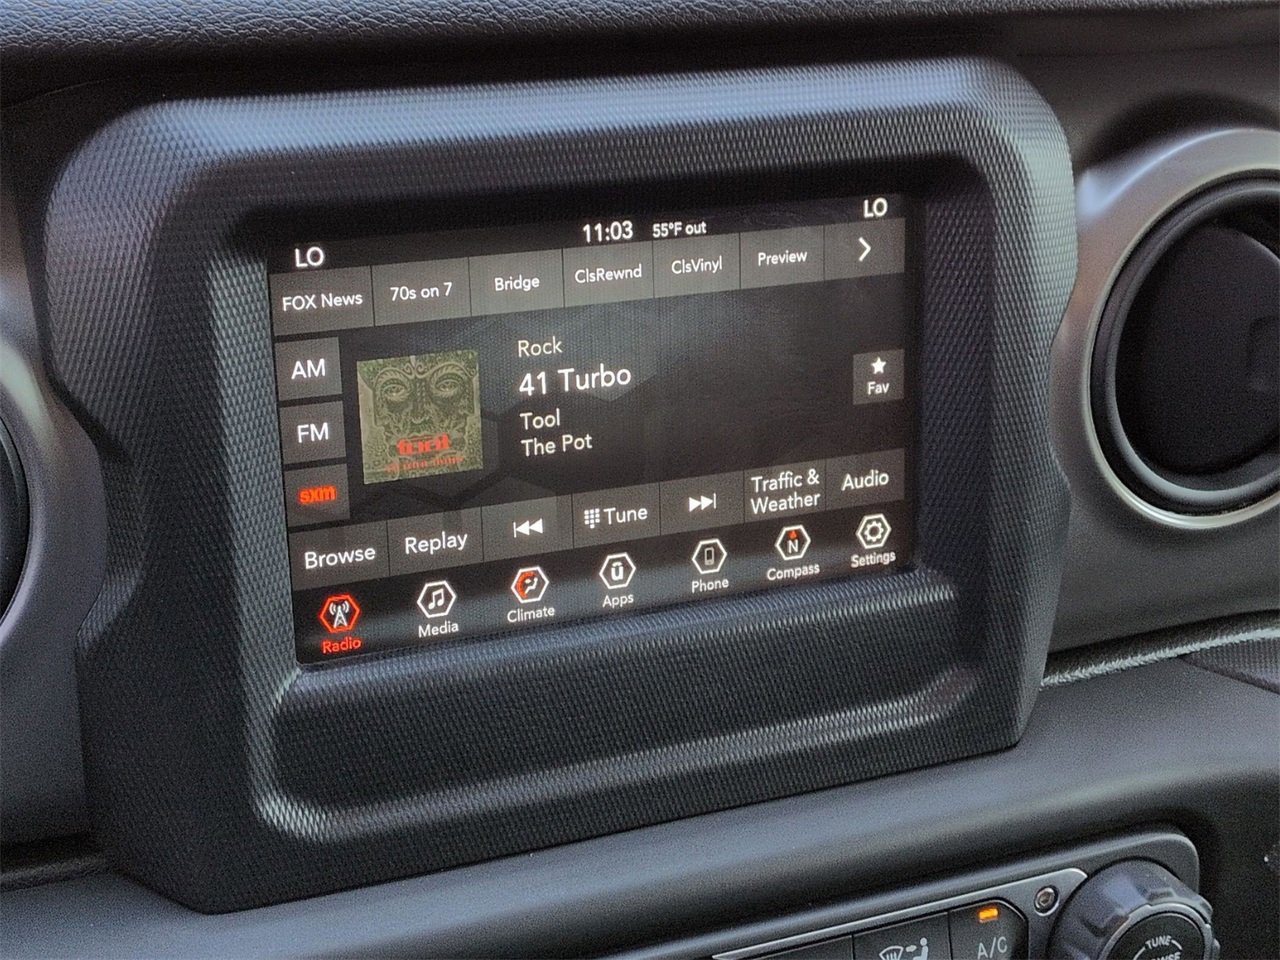 LO
11:03 55°F out
LO
FOX News
70s on 7
Bridge
ClsRewnd
ClsVinyl
Preview
AM
FM
sxm
Rock
41 Turbo
Tool
The Pot
Fav
Browse
Replay
Tune
Traffic &
Weather
Audio
Radio
Media
Climate
Apps
Phone
N
Compass
Settings
A/C
TUNE